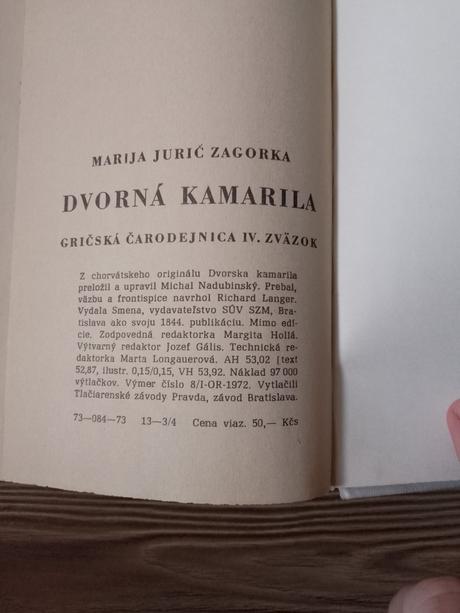 MARIJA JURIĆ ZAGORKA
DVORNÁ KAMARILA
GRIČSKÁ ČARODEJNICA IV. ZVÄZOK
Z chorvátskeho originálu Dvorska kamarila
preložil a upravil Michal Nadubinský. Prebal,
väzbu a frontispice navrhol Richard Langer.
Vydala Smena, vydavateľstvo SÚV SZM, Bra-
tislava ako svoju 1844. publikáciu. Mimo edí-
cie. Zodpovedná redaktorka Margita Hollá.
Výtvarný redaktor Jozef Gális. Technická re-
daktorka Marta Longauerová. AH 53,02 [text
52,87, ilustr. 0,15/0,15, VH 53,92. Náklad 97 000
výtlačkov. Výmer číslo 8/I-OR-1972. Vytlačili
Tlačiarenské závody Pravda, závod Bratislava.
73—084—73 13—3/4 Cena viaz. 50,— Kčs